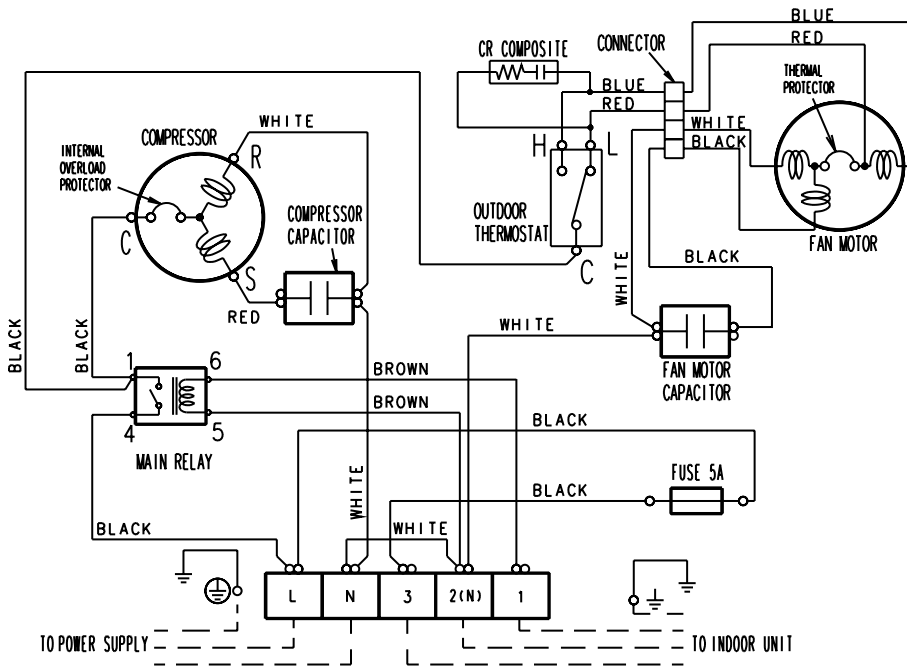 BLUE
RED
CR COMPOSITE
CONNECTOR
THERMAL
PROTECTOR
BLUE
RED
WHITE
BLACK
WHITE
COMPRESSOR
R
INTERNAL
OVERLOAD
PROTECTOR
H
L
OUTDOOR
THERMOSTAT
COMPRESSOR
CAPACITOR
FAN MOTOR
C
S
C
BLACK
WHITE
RED
WHITE
BLACK
BLACK
FAN MOTOR
CAPACITOR
1
6
BROWN
BROWN
4
5
MAIN RELAY
BLACK
FUSE 5A
BLACK
WHITE
BLACK
WHITE
L
N
3
2(N)
1
TO POWER SUPPLY
TO INDOOR UNIT